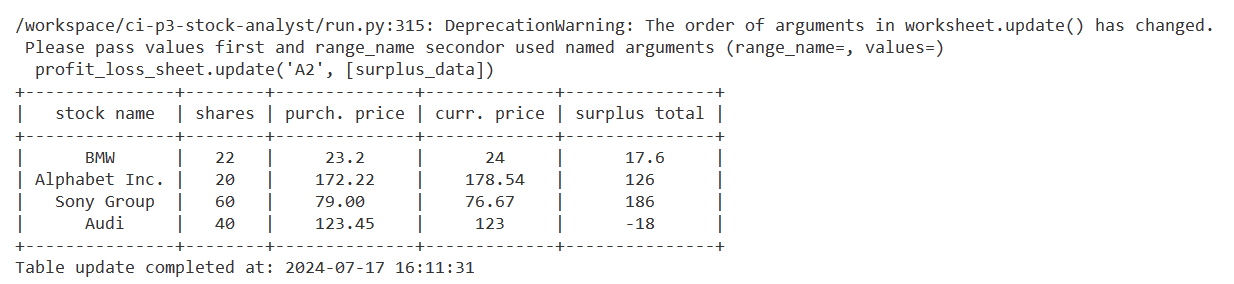 /workspace/ci-p3-stock-analyst/run.py:315: DeprecationWarning: The order of arguments in worksheet.update() has changed.
 Please pass values first and range_name secondor used named arguments (range_name=, values=)
  profit_loss_sheet.update('A2', [surplus_data])
+---------------+--------+--------------+-------------+---------------+
|   stock name  | shares | purch. price | curr. price | surplus total |
+---------------+--------+--------------+-------------+---------------+
|      BMW      |   22   |     23.2     |      24     |      17.6     |
| Alphabet Inc. |   20   |    172.22    |    178.54   |      126      |
|   Sony Group  |   60   |    79.00     |    76.67    |      186      |
|      Audi     |   40   |    123.45    |     123     |      -18      |
+---------------+--------+--------------+-------------+---------------+
Table update completed at: 2024-07-17 16:11:31